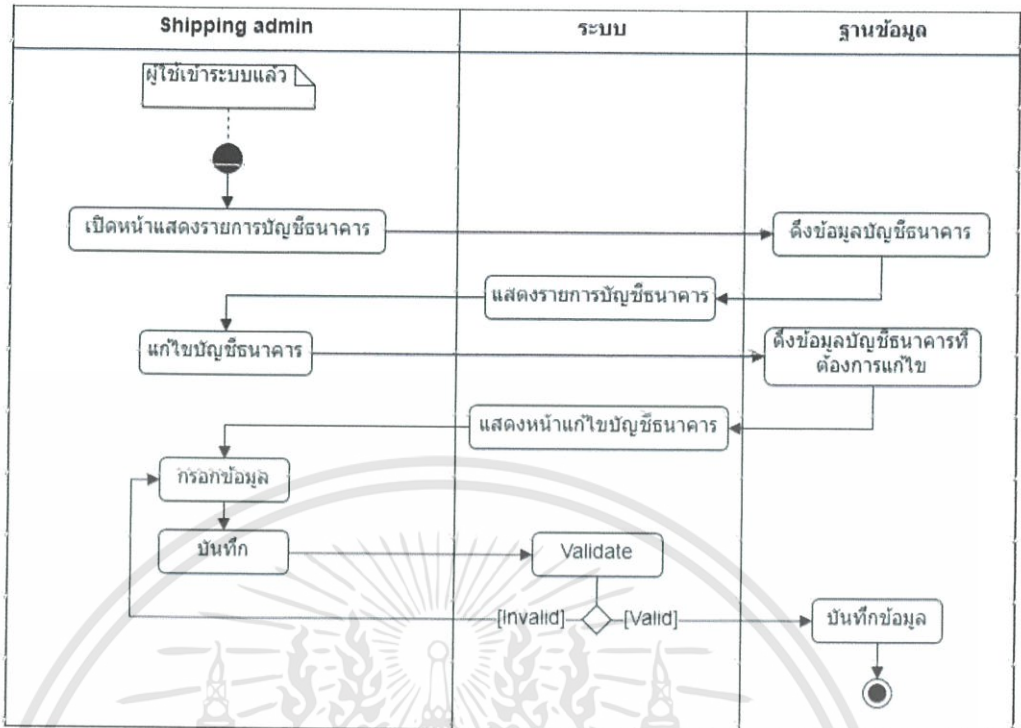 Shipping admin
ระบบ
ฐานข้อมูล
ผู้ใช้เข้าระบบแล้ว
เปิดหน้าแสดงรายการบัญชีธนาคาร
ดึงข้อมูลบัญชีธนาคาร
แสดงรายการบัญชีธนาคาร
แก้ไขบัญชีธนาคาร
ดึงข้อมูลบัญชีธนาคารที่
ต้องการแก้ไข
แสดงหน้าแก้ไขบัญชีธนาคาร
กรอกข้อมูล
บันทึก
Validate
[Invalid]
[Valid]
บันทึกข้อมูล